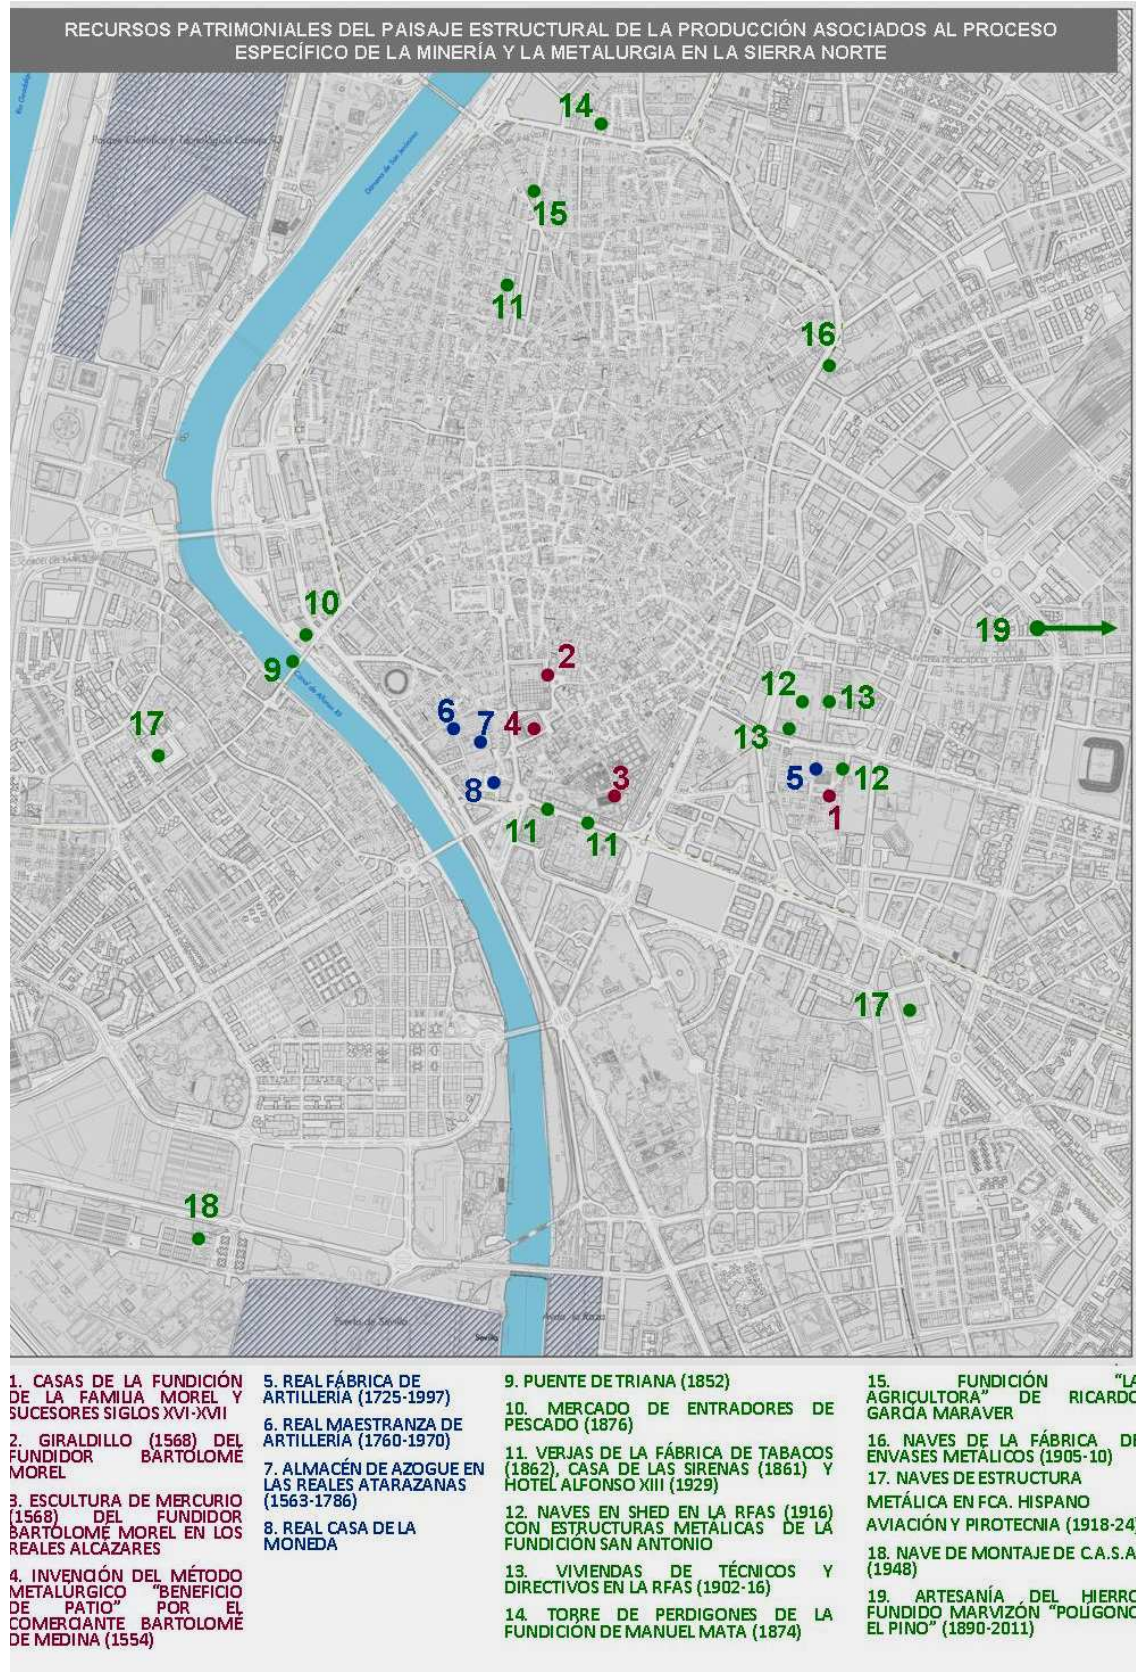 RECURSOS PATRIMONIALES DEL PAISAJE ESTRUCTURAL DE LA PRODUCCIÓN ASOCIADOS AL PROCESO
ESPECÍFICO DE LA MINERÍA Y LA METALURGIA EN LA SIERRA NORTE
14
15
11
16
10
9
19
2
12
13
17
6
7
4
13
5
12
8
3
1
11
11
17
18
Canal de Alfonso XIII
Puerto de Sevilla
Sevilla
1. CASAS DE LA FUNDICIÓN
DE LA FAMILIA MOREL Y
SUCESORES SIGLOS XVI-XVII
2. GIRALDILLO (1568) DEL
FUNDIDOR BARTOLOMÉ
MOREL
3. ESCULTURA DE MERCURIO
(1568) DEL FUNDIDOR
BARTOLOMÉ MOREL EN LOS
REALES ALCÁZARES
4. INVENCIÓN DEL MÉTODO
METALURGICO "BENEFICIO
DE PATIO" POR EL
COMERCIANTE BARTOLOMÉ
DE MEDINA (1554)
5. REAL FÁBRICA DE
ARTILLERÍA (1725-1997)
6. REAL MAESTRANZA DE
ARTILLERÍA (1760-1970)
7. ALMACÉN DE AZOGUE EN
LAS REALES ATARAZANAS
(1563-1786)
8. REAL CASA DE LA
MONEDA
9. PUENTE DE TRIANA (1852)
10. MERCADO DE ENTRADORES DE
PESCADO (1876)
11. VERJAS DE LA FÁBRICA DE TABACOS
(1862), CASA DE LAS SIRENAS (1861) Y
HOTEL ALFONSO XIII (1929)
12. NAVES EN SHED EN LA RFAS (1916)
CON ESTRUCTURAS METÁLICAS DE LA
FUNDICIÓN SAN ANTONIO
13. VIVIENDAS DE TÉCNICOS Y
DIRECTIVOS EN LA RFAS (1902-16)
14. TORRE DE PERDIGONES DE LA
FUNDICIÓN DE MANUEL MATA (1874)
15. FUNDICIÓN "LA
AGRICULTORA" DE RICARDO
GARCÍA MARAVER
16. NAVES DE LA FÁBRICA DE
ENVASES METÁLICOS (1905-10)
17. NAVES DE ESTRUCTURA
METÁLICA EN FCA. HISPANO
AVIACIÓN Y PIROTECNIA (1918-24)
18. NAVE DE MONTAJE DE C.A.S.A
(1948)
19. ARTESANÍA DEL HIERRO
FUNDIDO MARVIZÓN "POLÍGONO
EL PINO" (1890-2011)